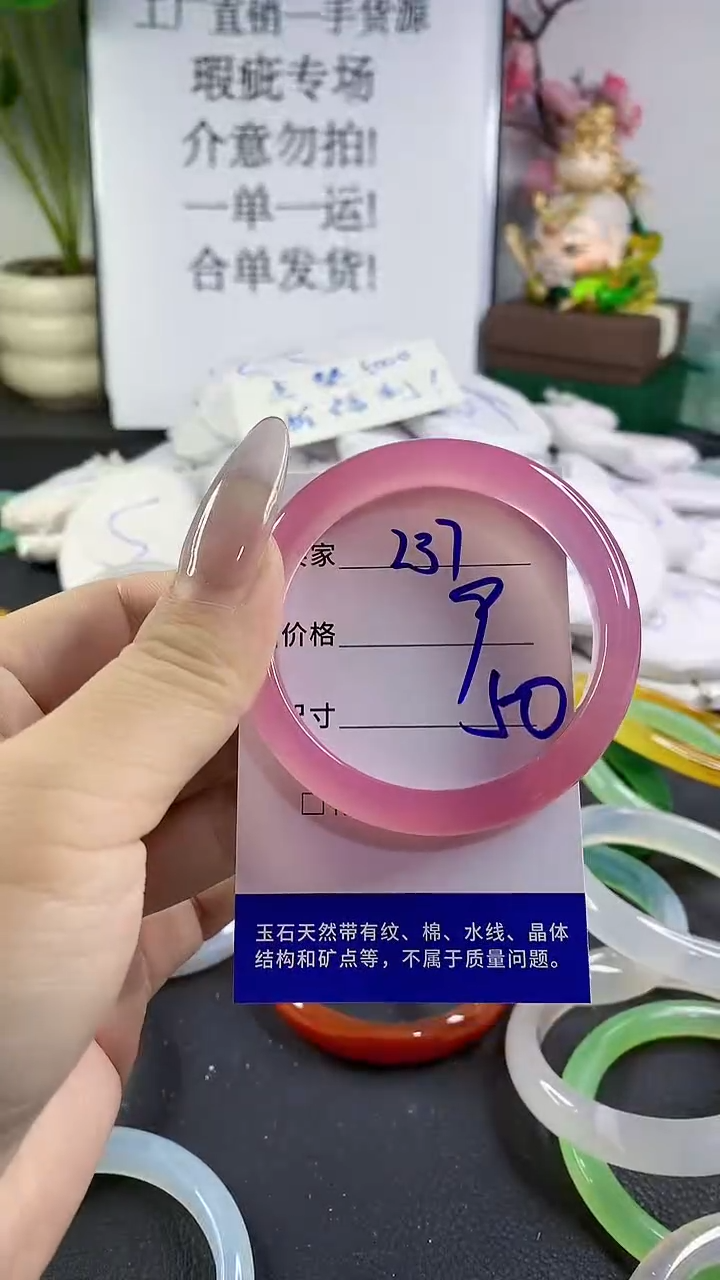 工厂直销一手货源
瑕疵专场
介意勿拍!
一单一运!
合单发货!
家 237
价格
寸 50
玉石天然带有纹、棉、水线、晶体
结构和矿点等，不属于质量问题。